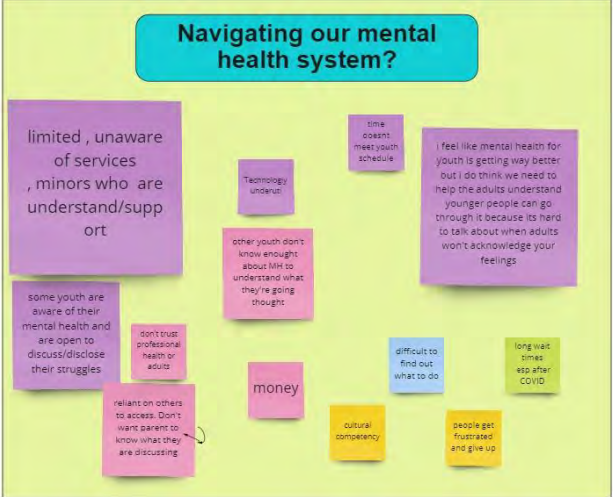 Navigating our mental
health system?
limited , unaware
of services
, minors who are
understand/supp
ort
time
doesnt
meet youth
schedule
i feel like mental health for
youth is getting way better
but i do think we need to
help the adults understand
younger people can go
through it because its hard
to talk about when adults
won't acknowledge your
feelings
Technology
underutl
other youth don't
know enought
about MH to
understand what
they're going
thought
some youth are
aware of their
mental health and
are open to
discuss/disclose
their struggles
don't trust
professional
health or
adults
difficult to
find out
what to do
long wait
times
esp after
COVID
money
reliant on others
to access. Don't
want parent to
know what they
are discussing
cultural
competency
people get
frustrated
and give up